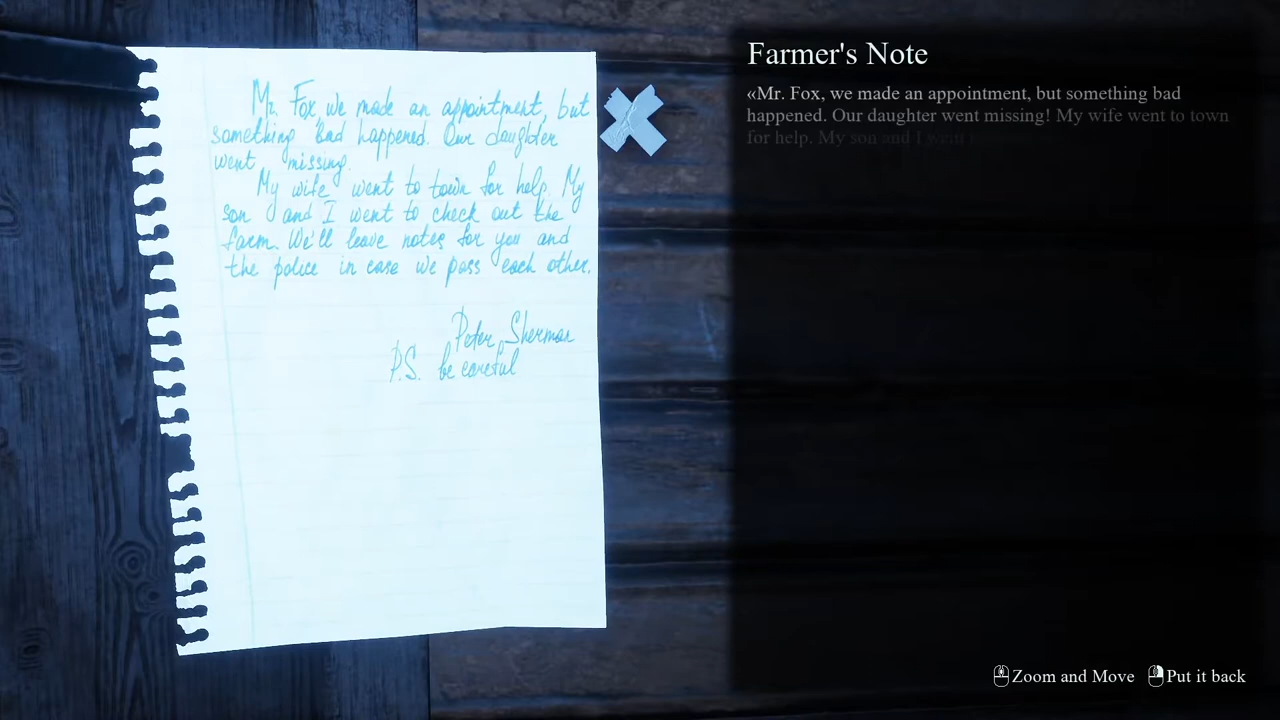 Mr. Fox, we made an appointment, but
something bad happened. Our daughter
went missing.
My wife went to town for help. My
son and I went to check out the
farm. We'll leave notes for you and
the police in case we pass each other.
Peter Sherman
P.S. be careful
Farmer's Note
«Mr. Fox, we made an appointment, but something bad
happened. Our daughter went missing! My wife went to town
for help. My son and I went
Zoom and Move
Put it back